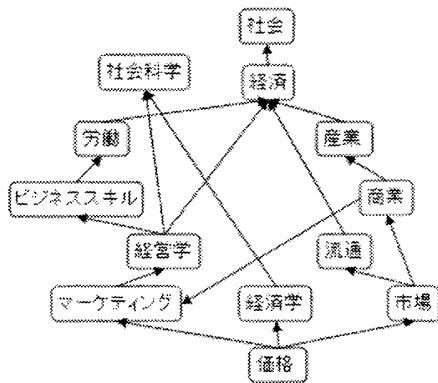 社会
社会科学
経済
労働
産業
ビジネススキル
商業
経営学
流通
マーケティング
経済学
市場
価格